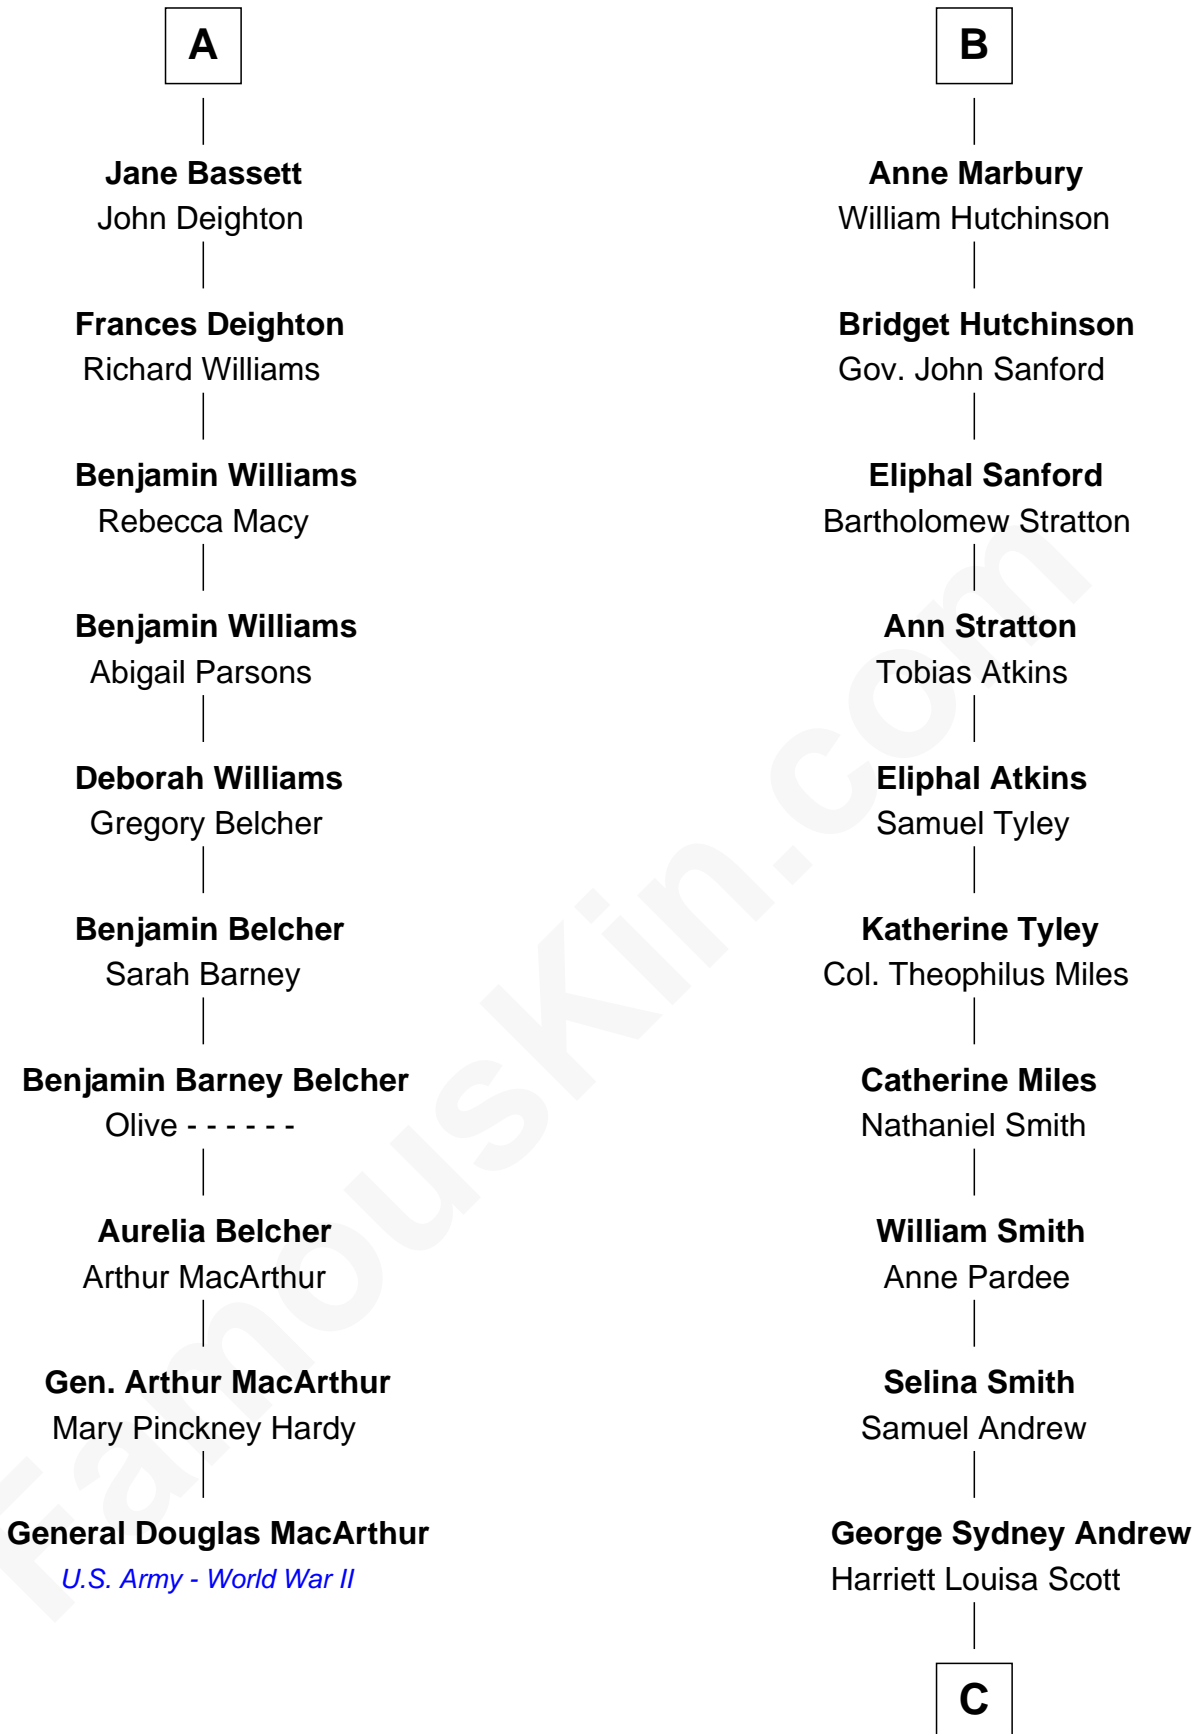 A
Jane Bassett
John Deighton
Frances Deighton
Richard Williams
Benjamin Williams
Rebecca Macy
Benjamin Williams
Abigail Parsons
Deborah Williams
Gregory Belcher
Benjamin Belcher
Sarah Barney
Benjamin Barney Belcher
Olive - - - - - -
Aurelia Belcher
Arthur MacArthur
Gen. Arthur MacArthur
Mary Pinckney Hardy
General Douglas MacArthur
U.S. Army - World War II
B
Anne Marbury
William Hutchinson
Bridget Hutchinson
Gov. John Sanford
Eliphal Sanford
Bartholomew Stratton
Ann Stratton
Tobias Atkins
Eliphal Atkins
Samuel Tyley
Katherine Tyley
Col. Theophilus Miles
Catherine Miles
Nathaniel Smith
William Smith
Anne Pardee
Selina Smith
Samuel Andrew
George Sydney Andrew
Harriett Louisa Scott
C
FamousKin.com